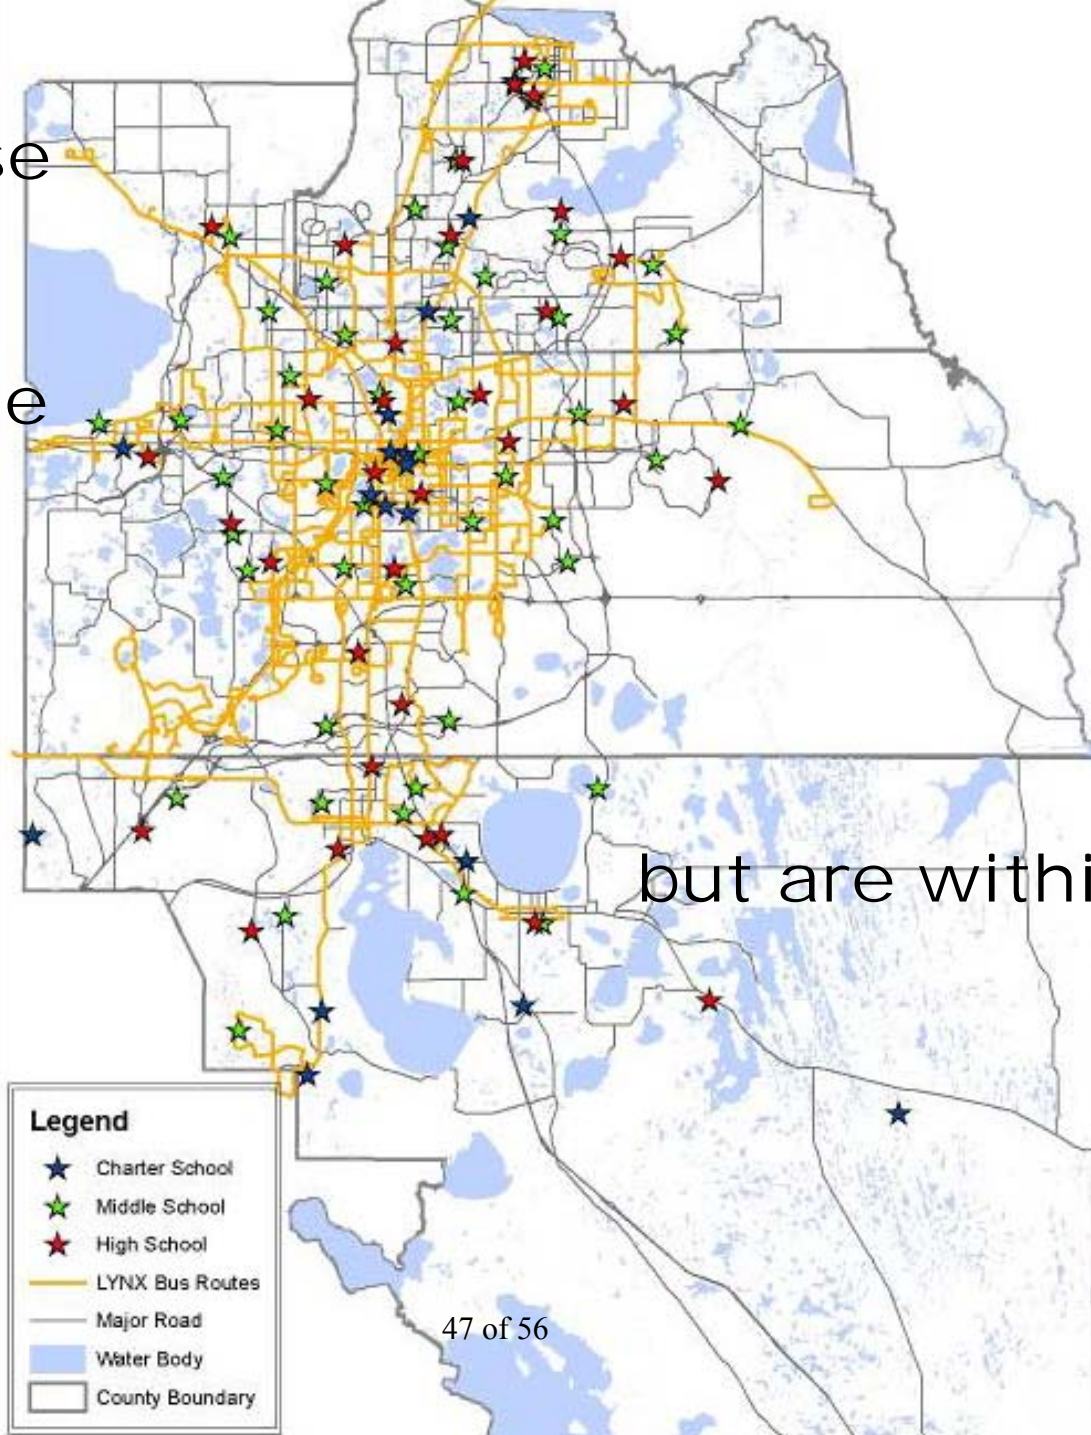 se
e
but are withi
Legend
Charter School
Middle School
High School
LYNX Bus Routes
Major Road
Water Body
County Boundary
47 of 56